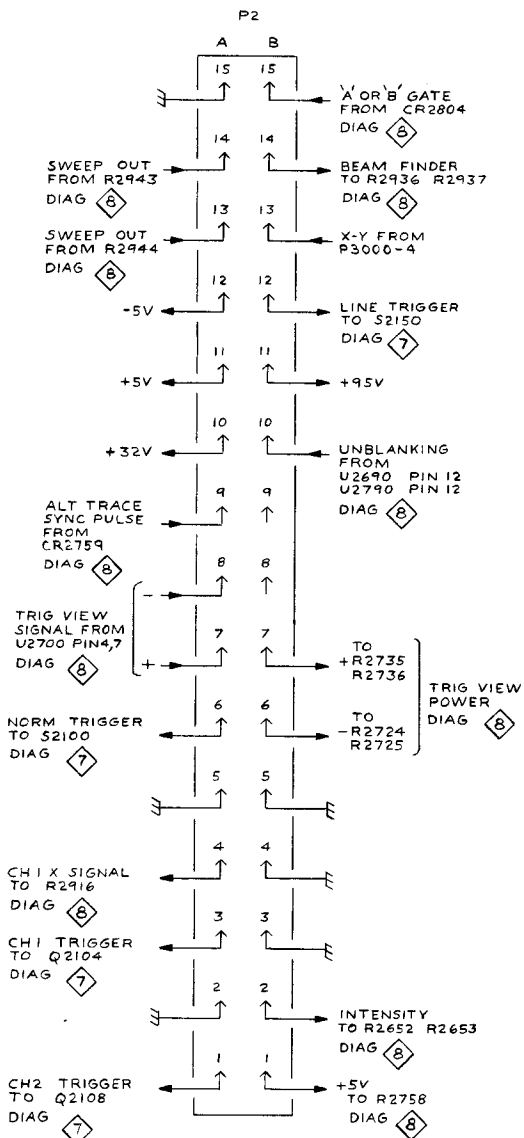 P2
A B
15 15
'A' OR 'B' GATE
FROM CR2804
DIAG 8
14 14
SWEEP OUT
FROM R2943
DIAG 8
BEAM FINDER
TO R2936 R2937
DIAG 8
13 13
SWEEP OUT
FROM R2944
DIAG 8
X-Y FROM
P3000-4
12 12
-5V
LINE TRIGGER
TO S2150
DIAG 7
11 11
+5V
+95V
10 10
+32V
UNBLANKING
FROM
U2690 PIN 12
U2790 PIN 12
DIAG 8
9 9
ALT TRACE
SYNC PULSE
FROM
CR2759
DIAG 8
8 8
-
TRIG VIEW
SIGNAL FROM
U2700 PIN4,7
DIAG 8
+
7 7
TO
+R2735
R2736
TRIG VIEW
POWER
DIAG 8
6 6
NORM TRIGGER
TO S2100
DIAG 7
TO
-R2724
R2725
5 5
4 4
CH1 X SIGNAL
TO R2916
DIAG 8
3 3
CH1 TRIGGER
TO Q2104
DIAG 7
2 2
INTENSITY
TO R2652 R2653
DIAG 8
1 1
CH2 TRIGGER
TO Q2108
DIAG 7
+5V
TO R2758
DIAG 8